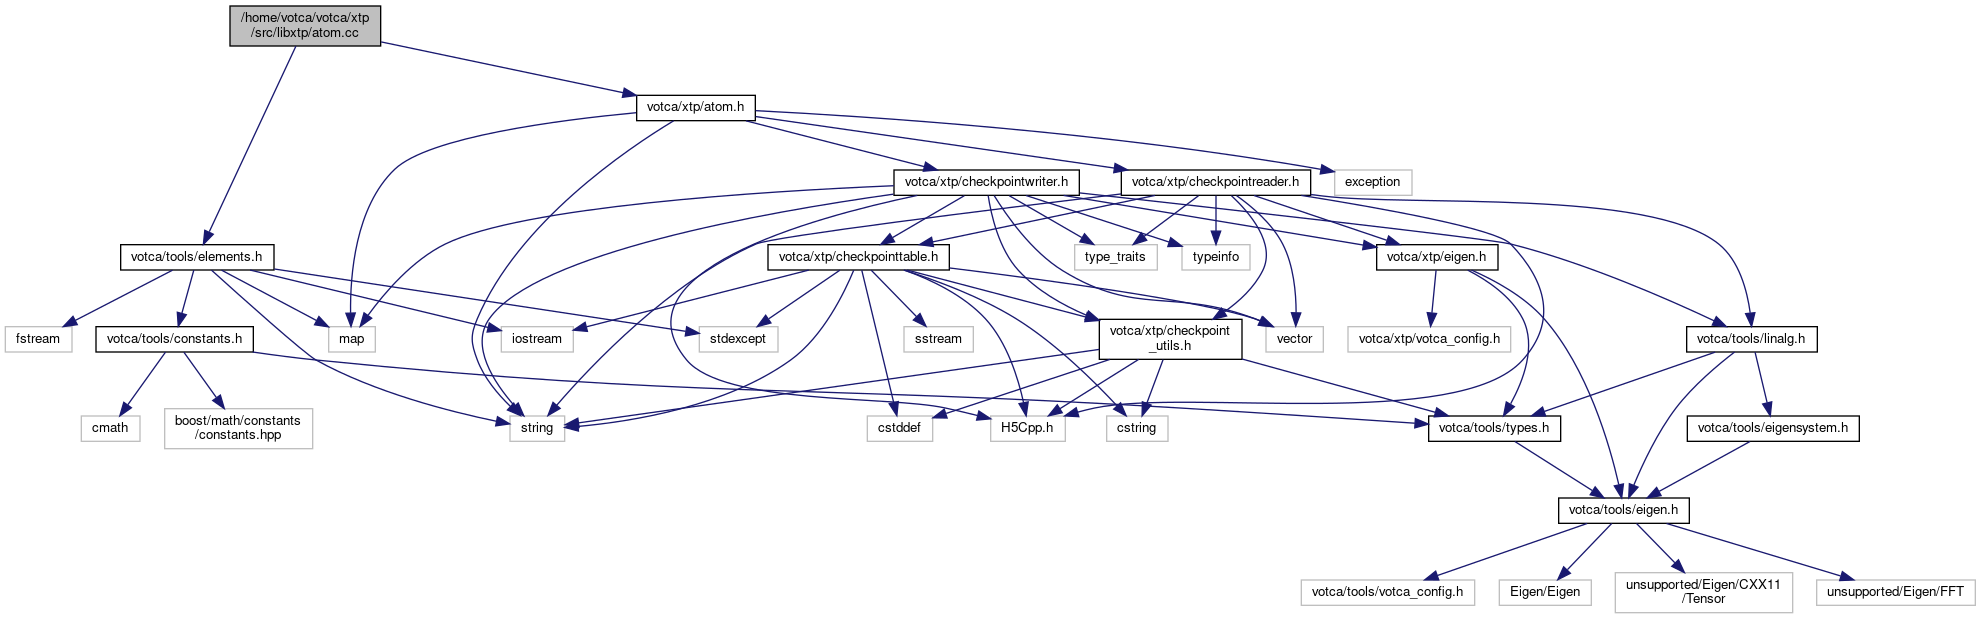 /home/votca/votca/xtp
/src/libxtp/atom.cc
votca/xtp/atom.h
votca/xtp/checkpointwriter.h
votca/xtp/checkpointreader.h
exception
votca/tools/elements.h
votca/xtp/checkpointtable.h
type_traits
typeinfo
votca/xtp/eigen.h
fstream
votca/tools/constants.h
map
iostream
stdexcept
sstream
votca/xtp/checkpoint
_utils.h
vector
votca/xtp/votca_config.h
votca/tools/linalg.h
cmath
boost/math/constants
/constants.hpp
string
cstddef
H5Cpp.h
cstring
votca/tools/types.h
votca/tools/eigensystem.h
votca/tools/eigen.h
votca/tools/votca_config.h
Eigen/Eigen
unsupported/Eigen/CXX11
/Tensor
unsupported/Eigen/FFT